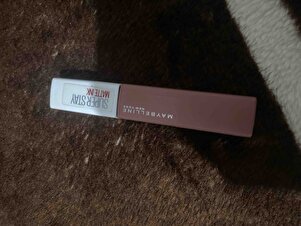 SUPER STAY
MATTE INK
MAYBELLINE
NEW YORK